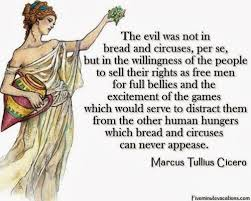 The evil was not in
bread and circuses, per se,
but in the willingness of the people
to sell their rights as free men
for full bellies and the
excitement of the games
which would serve to distract them
from the other human hungers
which bread and circuses
can never appease.
Marcus Tullius Cicero
Fiveminutevacations.com